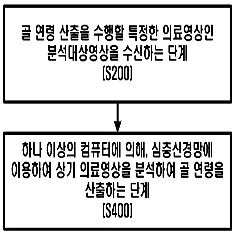 골 연령 산출을 수행할 특정한 의료영상인
분석대상영상을 수신하는 단계
[S200]
하나 이상의 컴퓨터에 의해, 심층신경망에
이용하여 상기 의료영상을 분석하여 골 연령을
산출하는 단계
[S400]